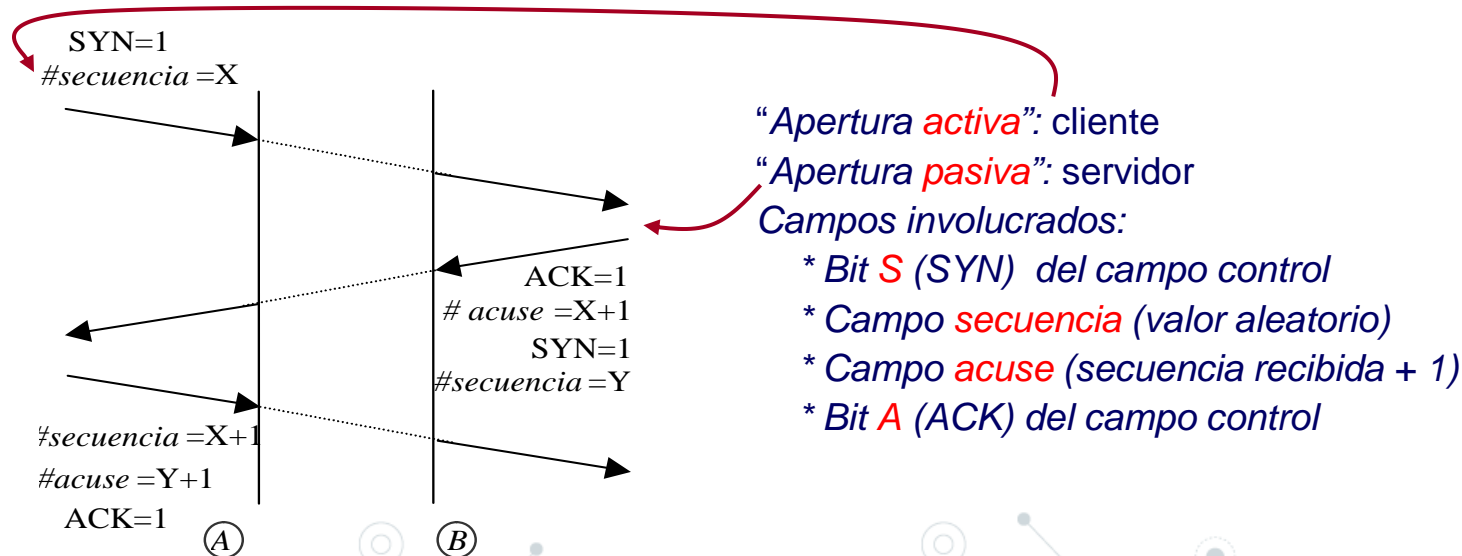 SYN=1
#secuencia =X
ACK=1
# acuse =X+1
SYN=1
#secuencia =Y
#secuencia =X+1
#acuse =Y+1
ACK=1
A
B
“Apertura activa”: cliente
“Apertura pasiva”: servidor
Campos involucrados:
* Bit S (SYN) del campo control
* Campo secuencia (valor aleatorio)
* Campo acuse (secuencia recibida + 1)
* Bit A (ACK) del campo control